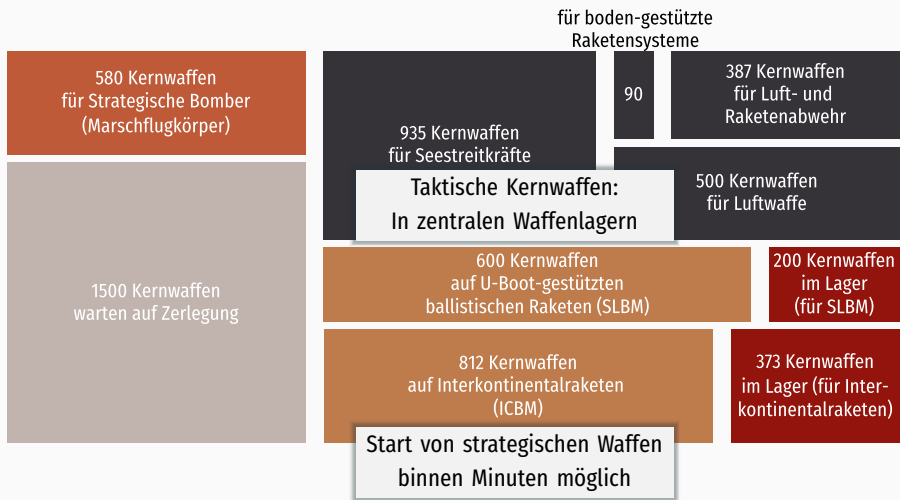 für boden-gestützte
Raketensysteme
580 Kernwaffen
für Strategische Bomber
(Marschflugkörper)
935 Kernwaffen
für Seestreitkräfte
90
387 Kernwaffen
für Luft- und
Raketenabwehr
500 Kernwaffen
für Luftwaffe
Taktische Kernwaffen:
In zentralen Waffenlagern
1500 Kernwaffen
warten auf Zerlegung
600 Kernwaffen
auf U-Boot-gestützten
ballistischen Raketen (SLBM)
200 Kernwaffen
im Lager
(für SLBM)
812 Kernwaffen
auf Interkontinentalraketen
(ICBM)
373 Kernwaffen
im Lager (für Inter-
kontinentalraketen)
Start von strategischen Waffen
binnen Minuten möglich